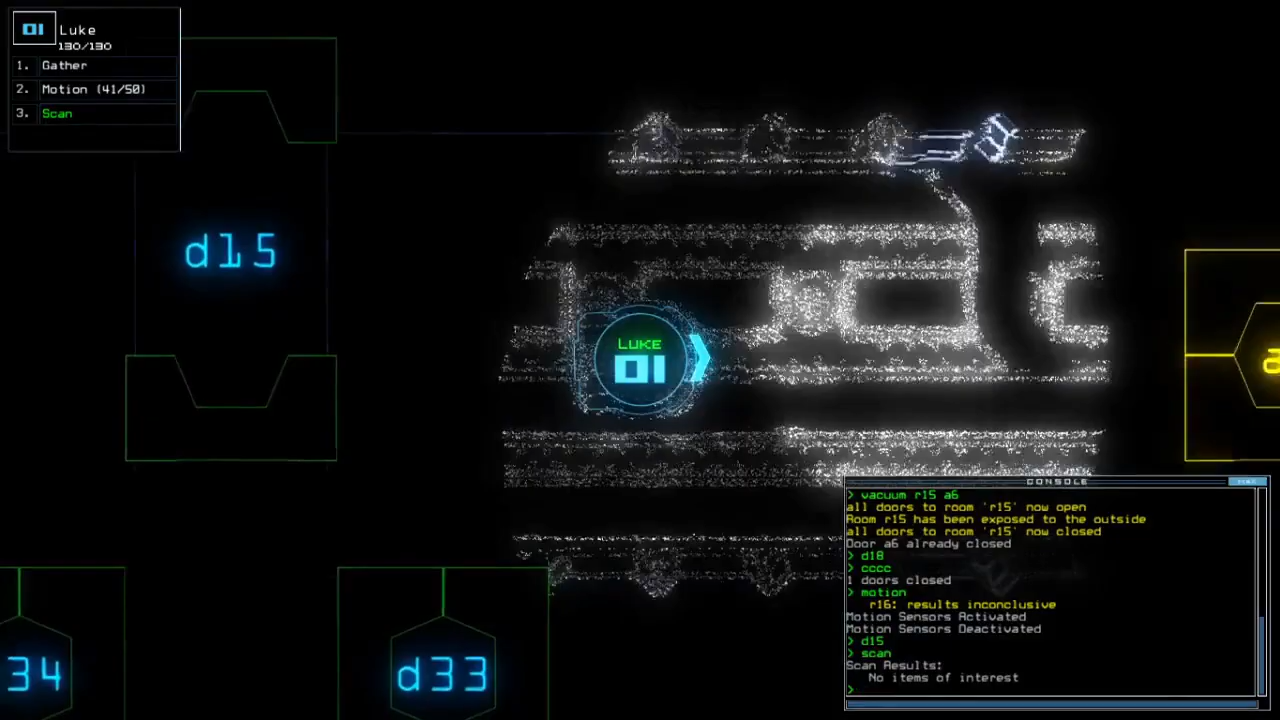 01 Luke
130/130
1. Gather
2. Motion (41/50)
3. Scan
d15
LUKE
01
a
34
d33
CONSOLE
> vacuum r15 a6
all doors to room 'r15' now open
Room r15 has been exposed to the outside
all doors to room 'r15' now closed
Door a6 already closed
> d18
> cccc
1 doors closed
> motion
r16: results inconclusive
Motion Sensors Activated
Motion Sensors Deactivated
> d15
> scan
Scan Results:
No items of interest
>